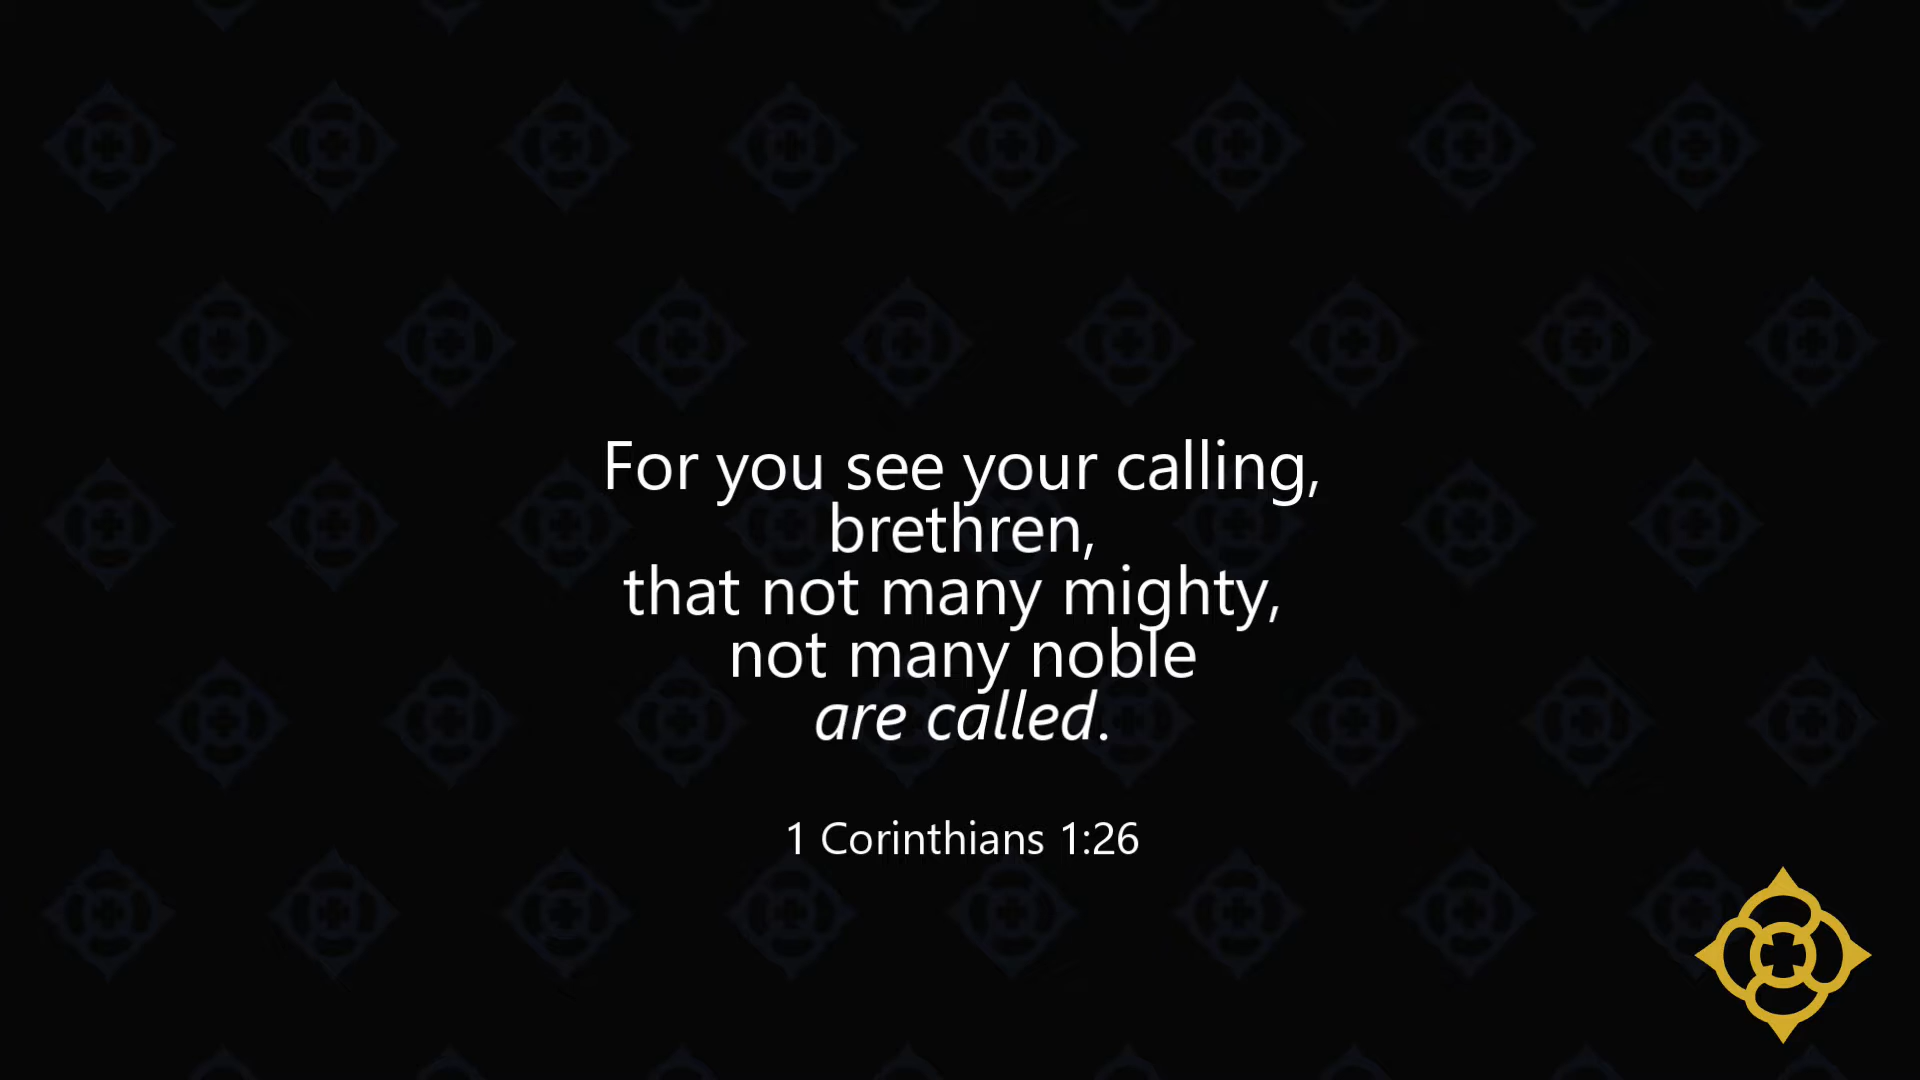 For you see your calling,
brethren,
that not many mighty,
not many noble
are called.
1 Corinthians 1:26